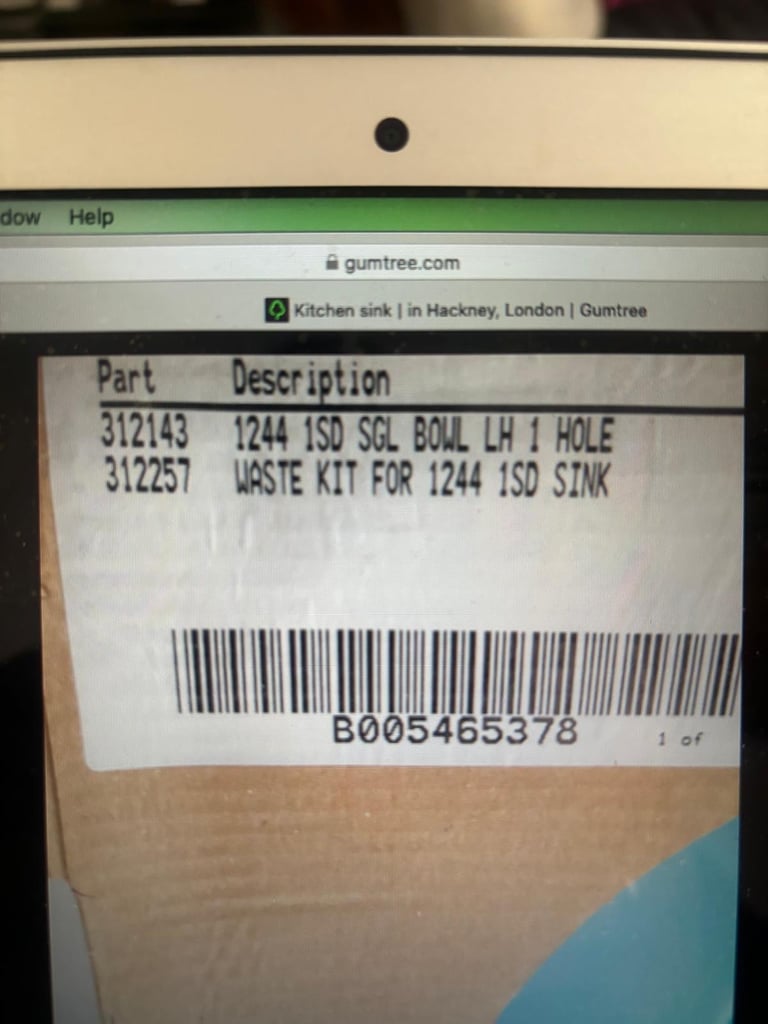 dow Help
gumtree.com
Kitchen sink | in Hackney, London | Gumtree
Part Description
312143 1244 1SD SGL BOWL LH 1 HOLE
312257 WASTE KIT FOR 1244 1SD SINK
B005465378
1 of